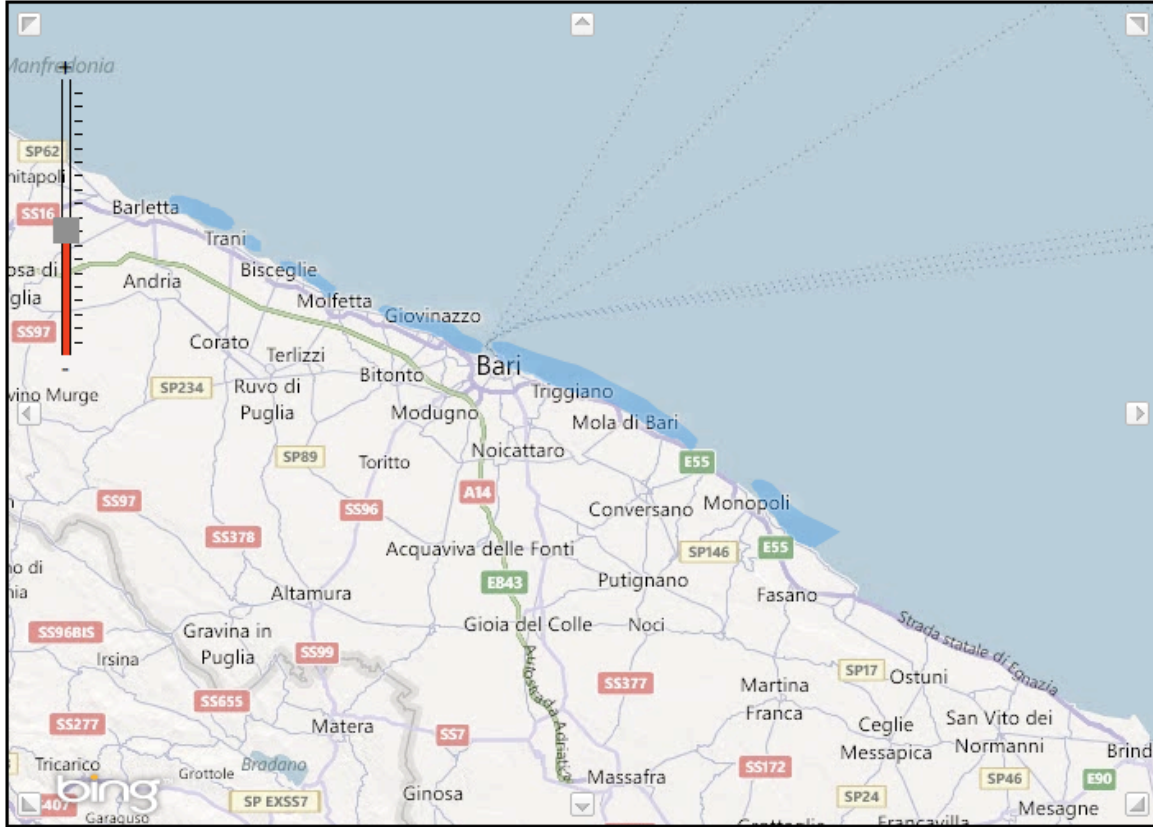 Manfredonia
+
SP62
nitapoli
SS16
Barletta
Trani
osa di
glia
Andria
Bisceglie
Molfetta
Giovinazzo
SS97
Corato
Terlizzi
Bari
-
SP234
Ruvo di
Puglia
Bitonto
Triggiano
vino Murge
Modugno
Mola di Bari
SP89
Toritto
Noicattaro
E55
SS97
SS96
A14
Conversano
Monopoli
SS378
Acquaviva delle Fonti
SP146
E55
no di
nia
E843
Putignano
Altamura
Fasano
SS96BIS
Gravina in
Puglia
Gioia del Colle
Noci
Strada statale di Egnazia
Irsina
SS99
SS655
Autostrada Adriatica
SS377
SP17
Ostuni
Martina
Franca
SS277
Matera
SS7
Ceglie
Messapica
San Vito dei
Normanni
Brind
Tricarico
Grottole
Bradano
Massafra
SS172
SP46
E90
bing
SS407
SP EXSS7
Ginosa
SP24
Mesagne
Garaguso
Grottaglie
Francavilla